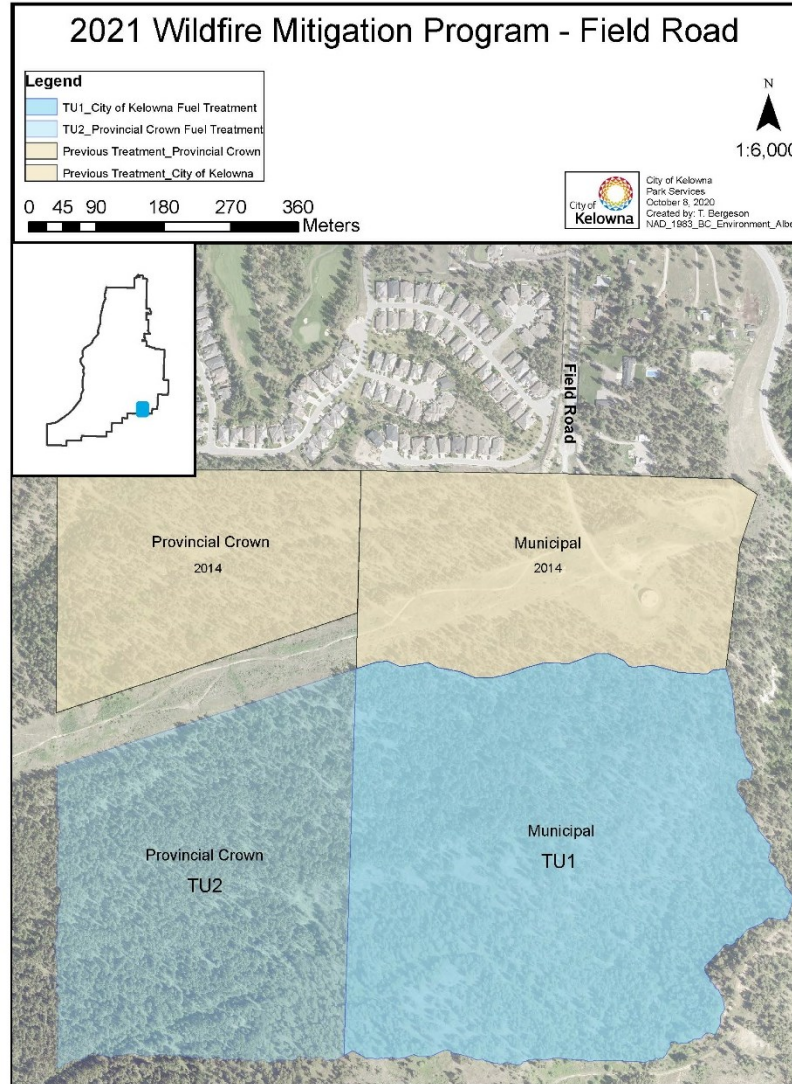 2021 Wildfire Mitigation Program - Field Road
Legend
TU1_City of Kelowna Fuel Treatment
TU2_Provincial Crown Fuel Treatment
Previous Treatment_Provincial Crown
Previous Treatment_City of Kelowna
0 45 90 180 270 360
Meters
N
1:6,000
City of
Kelowna
City of Kelowna
Park Services
October 8, 2020
Created by: T. Bergeson
NAD_1983_BC_Environment_Albe
Field Road
Provincial Crown
2014
Municipal
2014
Provincial Crown
TU2
Municipal
TU1